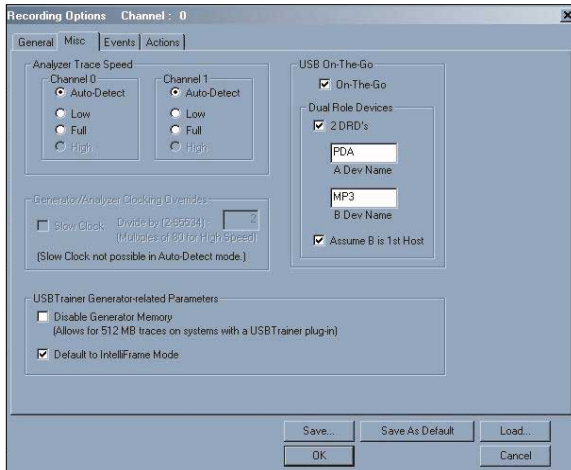 Recording Options Channel : 0
General Misc Events Actions
Analyzer Trace Speed
Channel 0
Auto-Detect
Low
Full
High
Channel 1
Auto-Detect
Low
Full
High
USB On-The-Go
On-The-Go
Dual Role Devices
2 DRD's
PDA
A Dev Name
MP3
B Dev Name
Assume B is 1st Host
Generator/Analyzer Clocking Overrides
Slow Clock Divide by (2-65534) : 2
(Multiples of 80 for High Speed)
(Slow Clock not possible in Auto-Detect mode.)
USBTrainer Generator-related Parameters
Disable Generator Memory
(Allows for 512 MB traces on systems with a USBTrainer plug-in)
Default to IntelliFrame Mode
Save... Save As Default Load...
OK Cancel